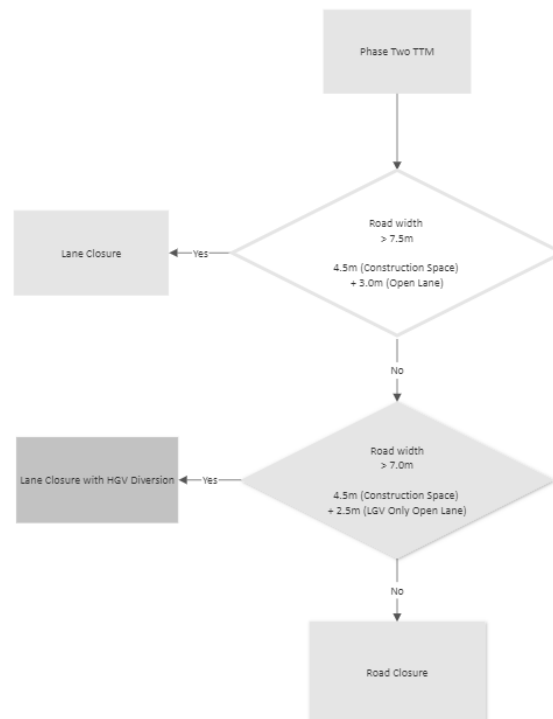 Phase Two TTM
Road width
> 7.5m
4.5m (Construction Space)
+ 3.0m (Open Lane)
Yes
Lane Closure
No
Road width
> 7.0m
4.5m (Construction Space)
+ 2.5m (LGV Only Open Lane)
Yes
Lane Closure with HGV Diversion
No
Road Closure